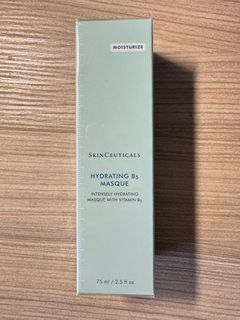 MOISTURIZE
SKINCEUTICALS
HYDRATING B5
MASQUE
INTENSELY HYDRATING
MASQUE WITH VITAMIN B5
75 ml / 2.5 fl oz